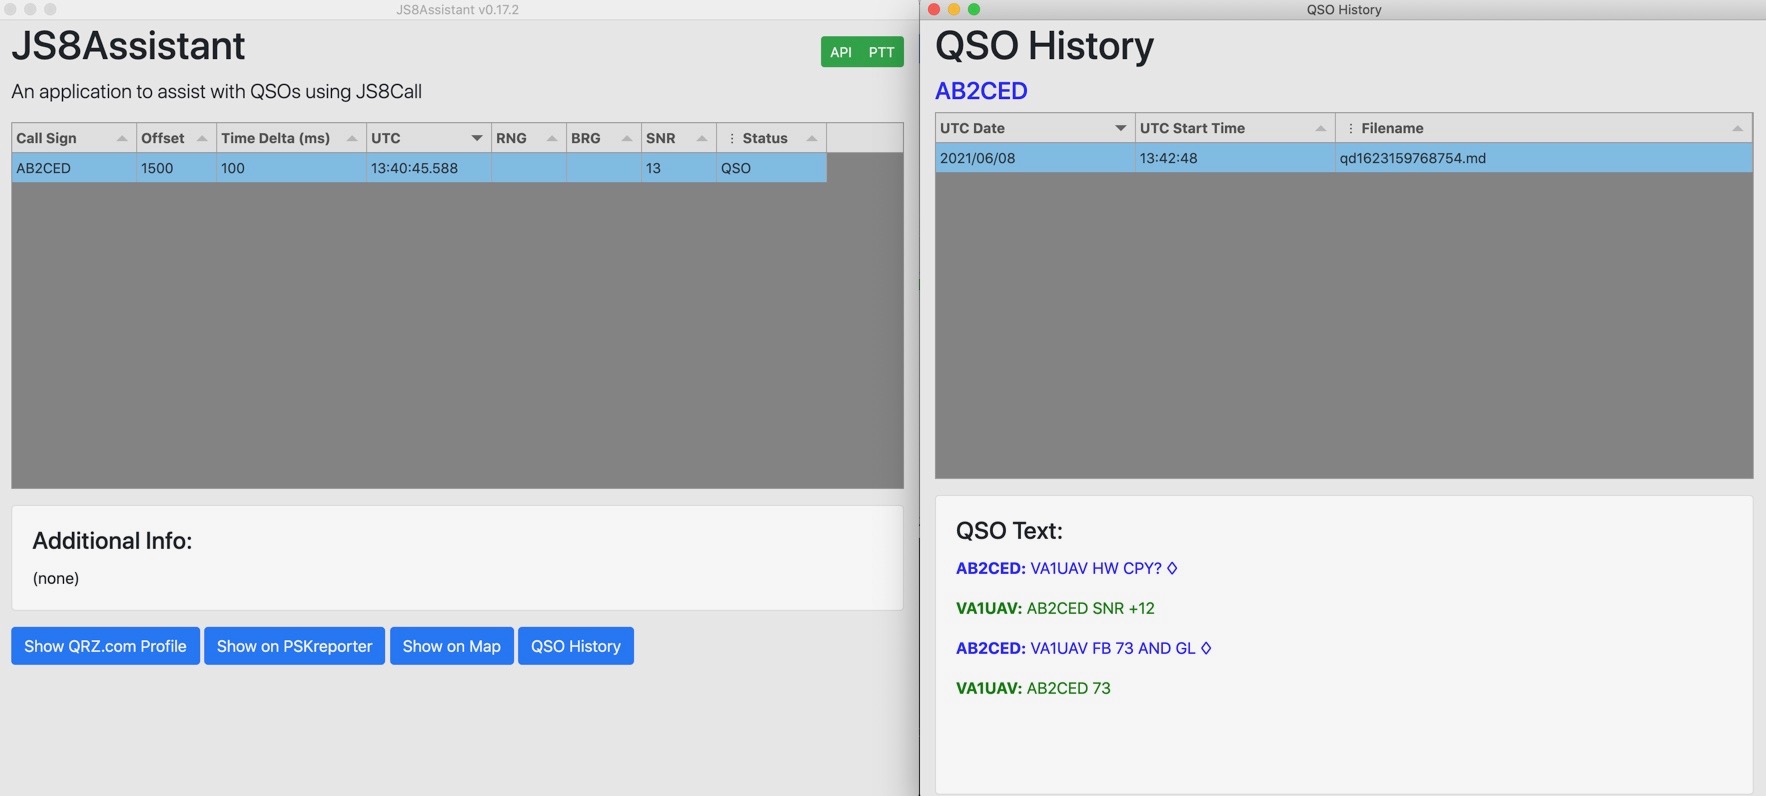 JS8Assistant v0.17.2
JS8Assistant
API PTT
An application to assist with QSOs using JS8Call
Call Sign Offset Time Delta (ms) UTC RNG BRG SNR Status
AB2CED 1500 100 13:40:45.588 13 QSO
Additional Info:
(none)
Show QRZ.com Profile Show on PSKreporter Show on Map QSO History
QSO History
QSO History
AB2CED
UTC Date UTC Start Time Filename
2021/06/08 13:42:48 qd1623159768754.md
QSO Text:
AB2CED: VA1UAV HW CPY? ♢
VA1UAV: AB2CED SNR +12
AB2CED: VA1UAV FB 73 AND GL ♢
VA1UAV: AB2CED 73